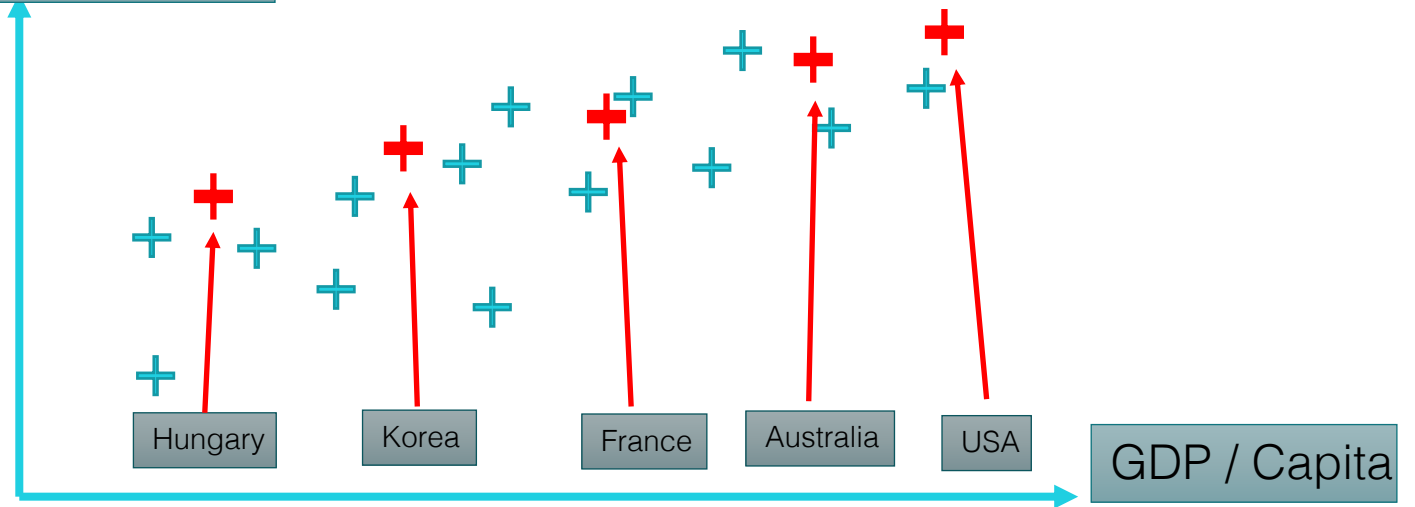 Hungary
Korea
France
Australia
USA
GDP / Capita